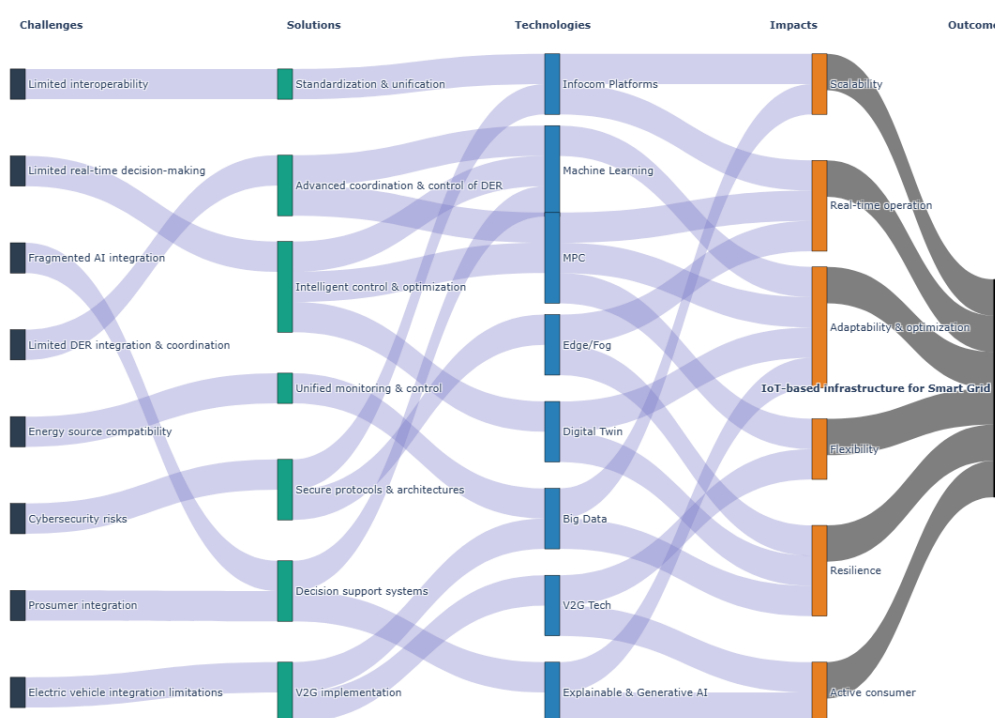 Challenges
Solutions
Technologies
Impacts
Outcome
Limited interoperability
Standardization & unification
Infocom Platforms
Scalability
Limited real-time decision-making
Advanced coordination & control of DER
Machine Learning
Real-time operation
Fragmented AI integration
Intelligent control & optimization
MPC
Adaptability & optimization
Limited DER integration & coordination
Unified monitoring & control
Edge/Fog
IoT-based infrastructure for Smart Grid
Energy source compatibility
Digital Twin
Flexibility
Cybersecurity risks
Secure protocols & architectures
Big Data
Resilience
Prosumer integration
Decision support systems
V2G Tech
Electric vehicle integration limitations
V2G implementation
Explainable & Generative AI
Active consumer